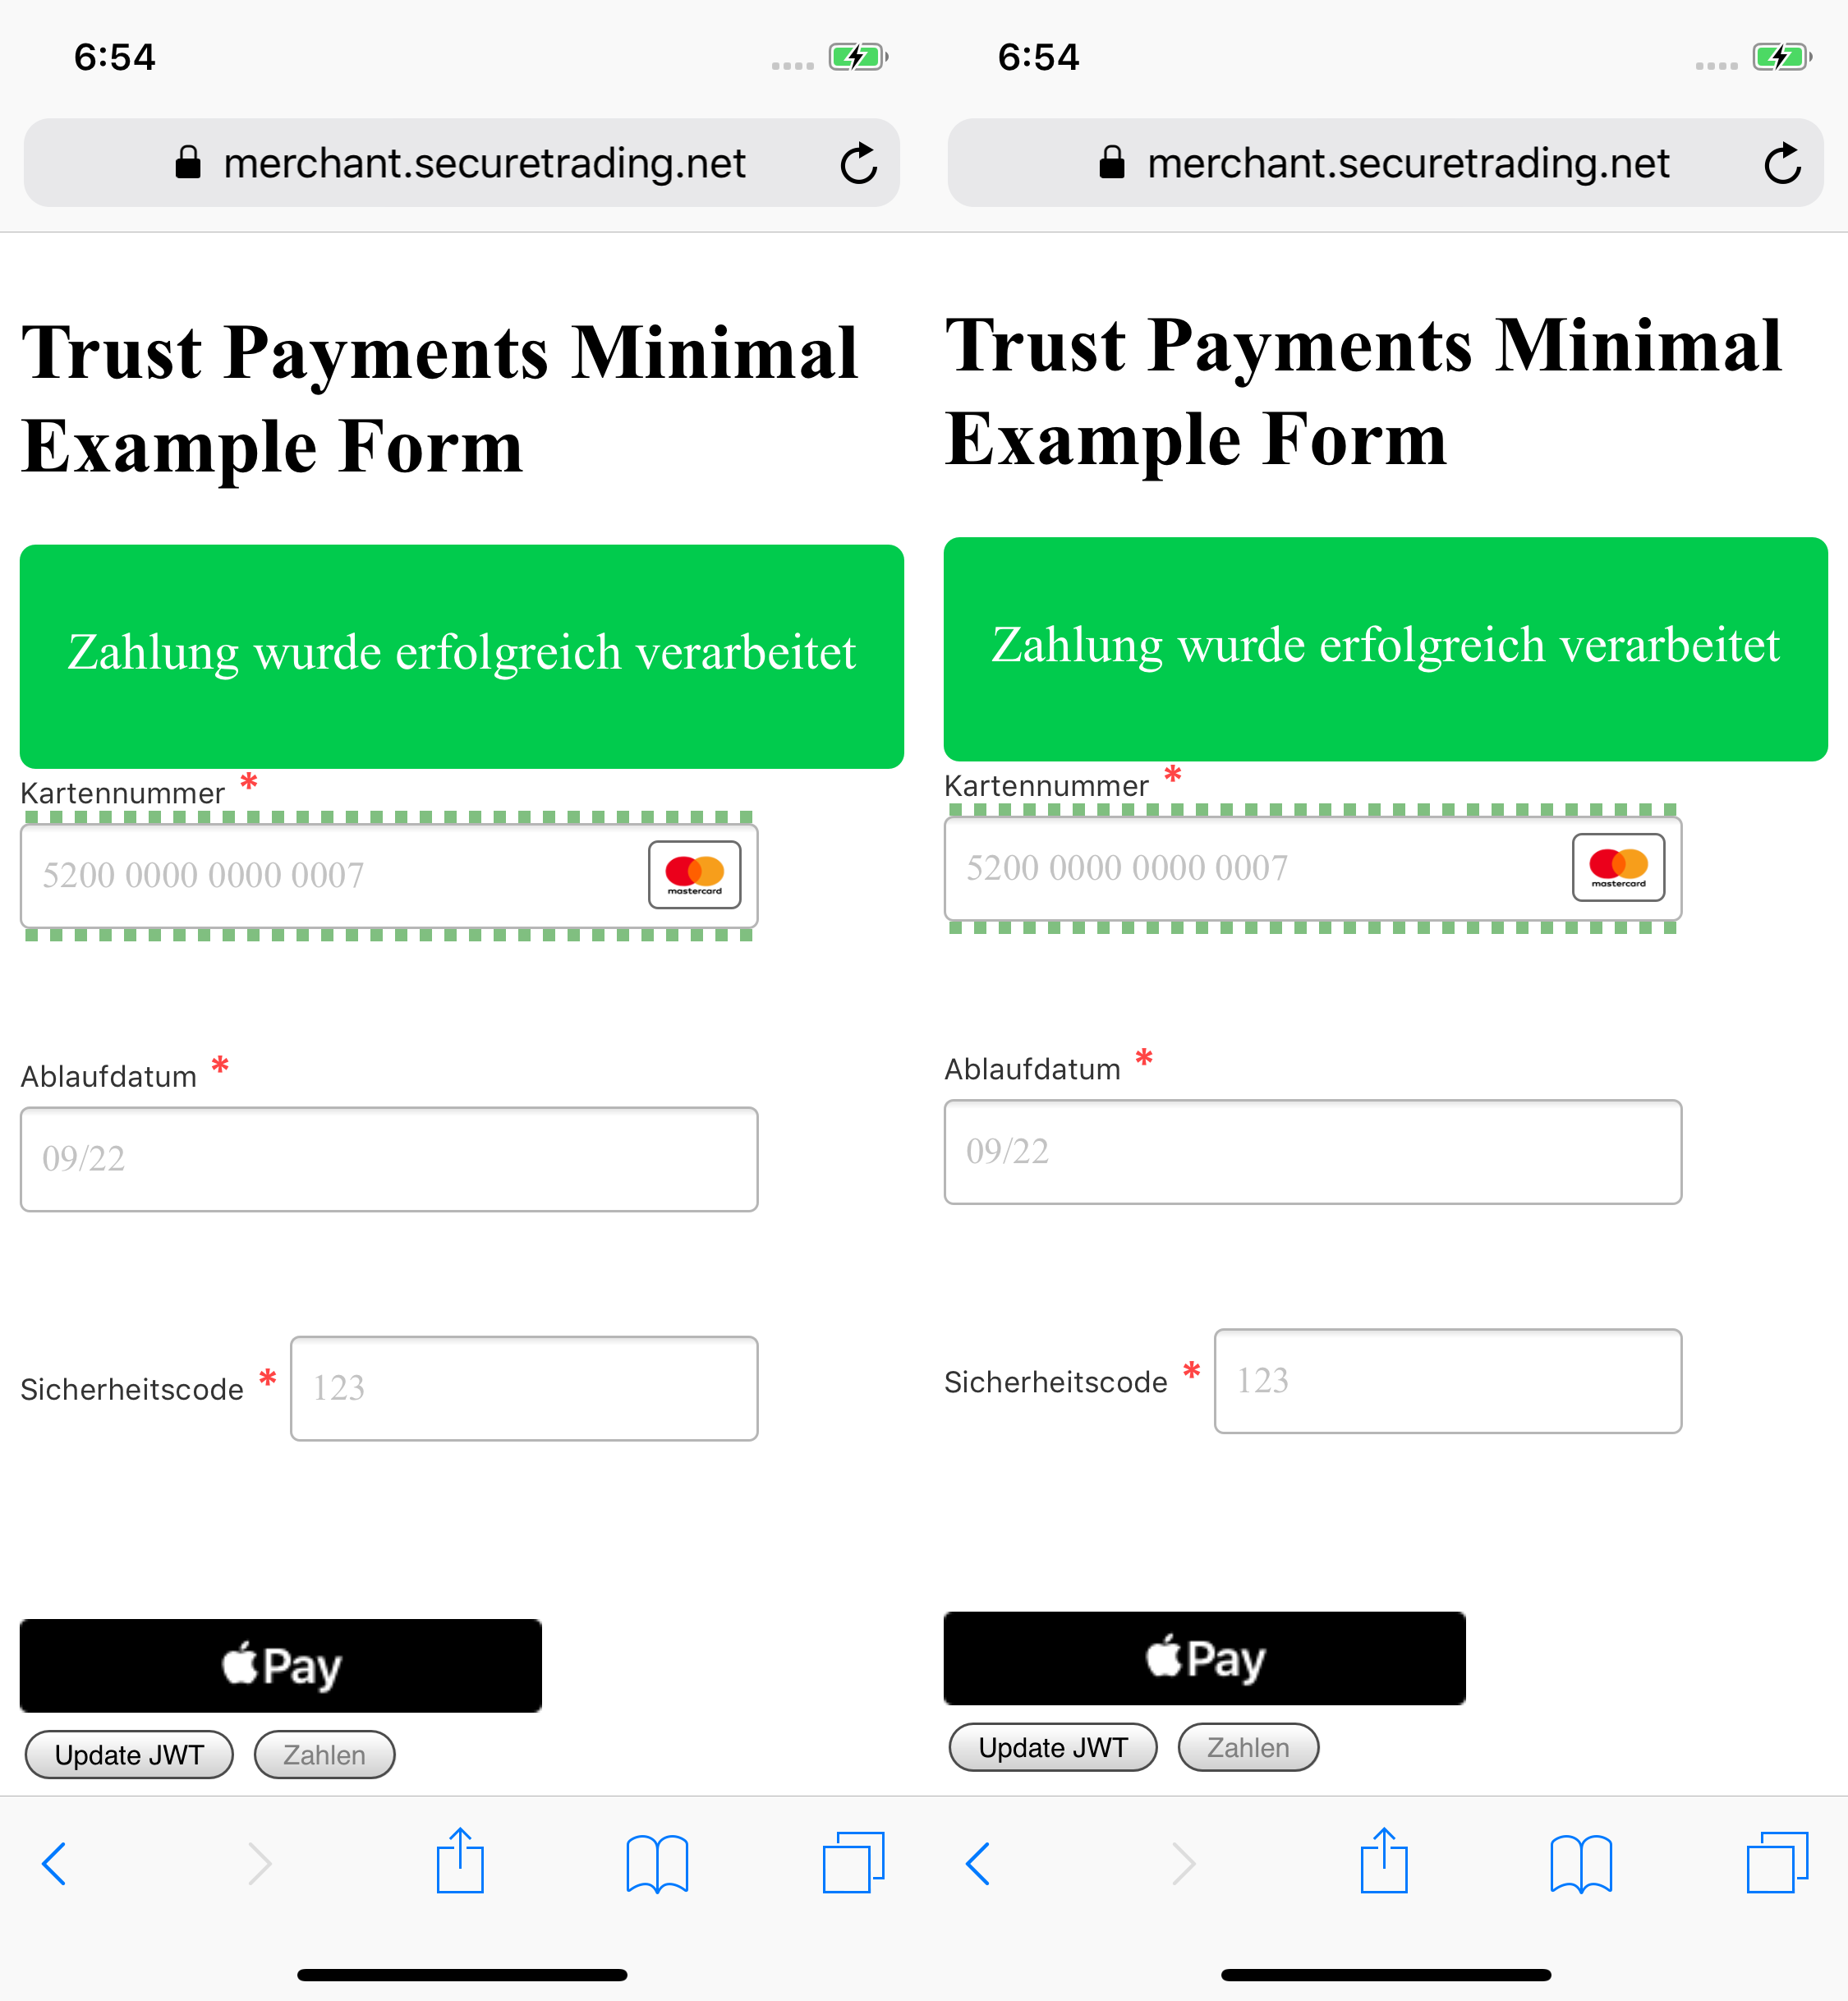 6:54
merchant.securetrading.net
Trust Payments Minimal
Example Form
Zahlung wurde erfolgreich verarbeitet
Kartennummer *
5200 0000 0000 0007
mastercard
Ablaufdatum *
09/22
Sicherheitscode *
123
Pay
Update JWT
Zahlen
6:54
merchant.securetrading.net
Trust Payments Minimal
Example Form
Zahlung wurde erfolgreich verarbeitet
Kartennummer *
5200 0000 0000 0007
mastercard
Ablaufdatum *
09/22
Sicherheitscode *
123
Pay
Update JWT
Zahlen